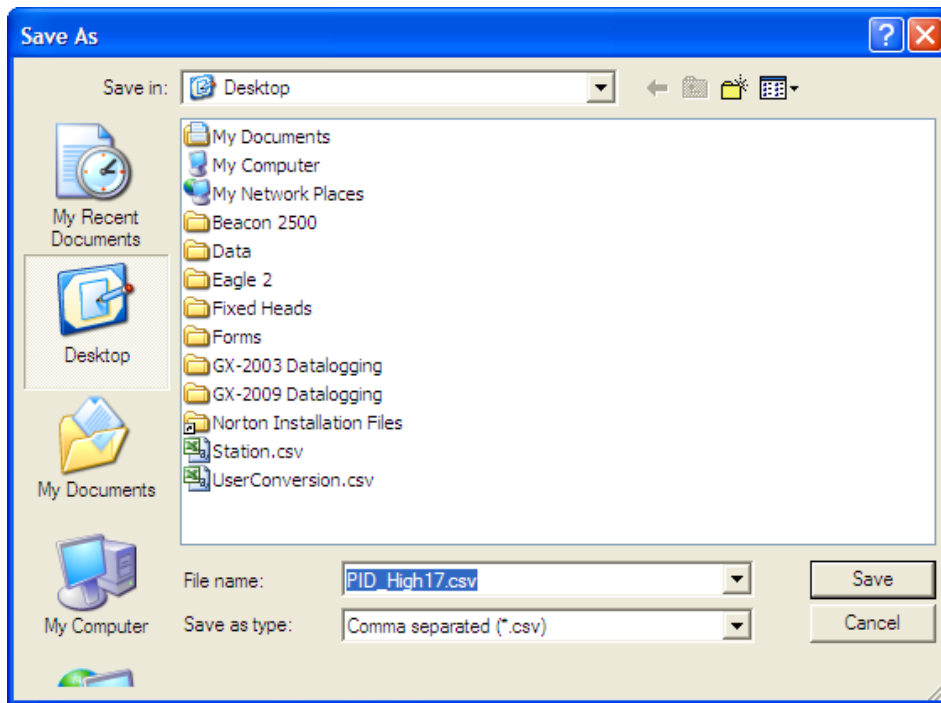 Save As
Save in:
Desktop
My Recent
Documents
Desktop
My Documents
My Computer
My Documents
My Computer
My Network Places
Beacon 2500
Data
Eagle 2
Fixed Heads
Forms
GX-2003 Datalogging
GX-2009 Datalogging
Norton Installation Files
Station.csv
UserConversion.csv
File name:
PID_High17.csv
Save
Save as type:
Comma separated (*.csv)
Cancel